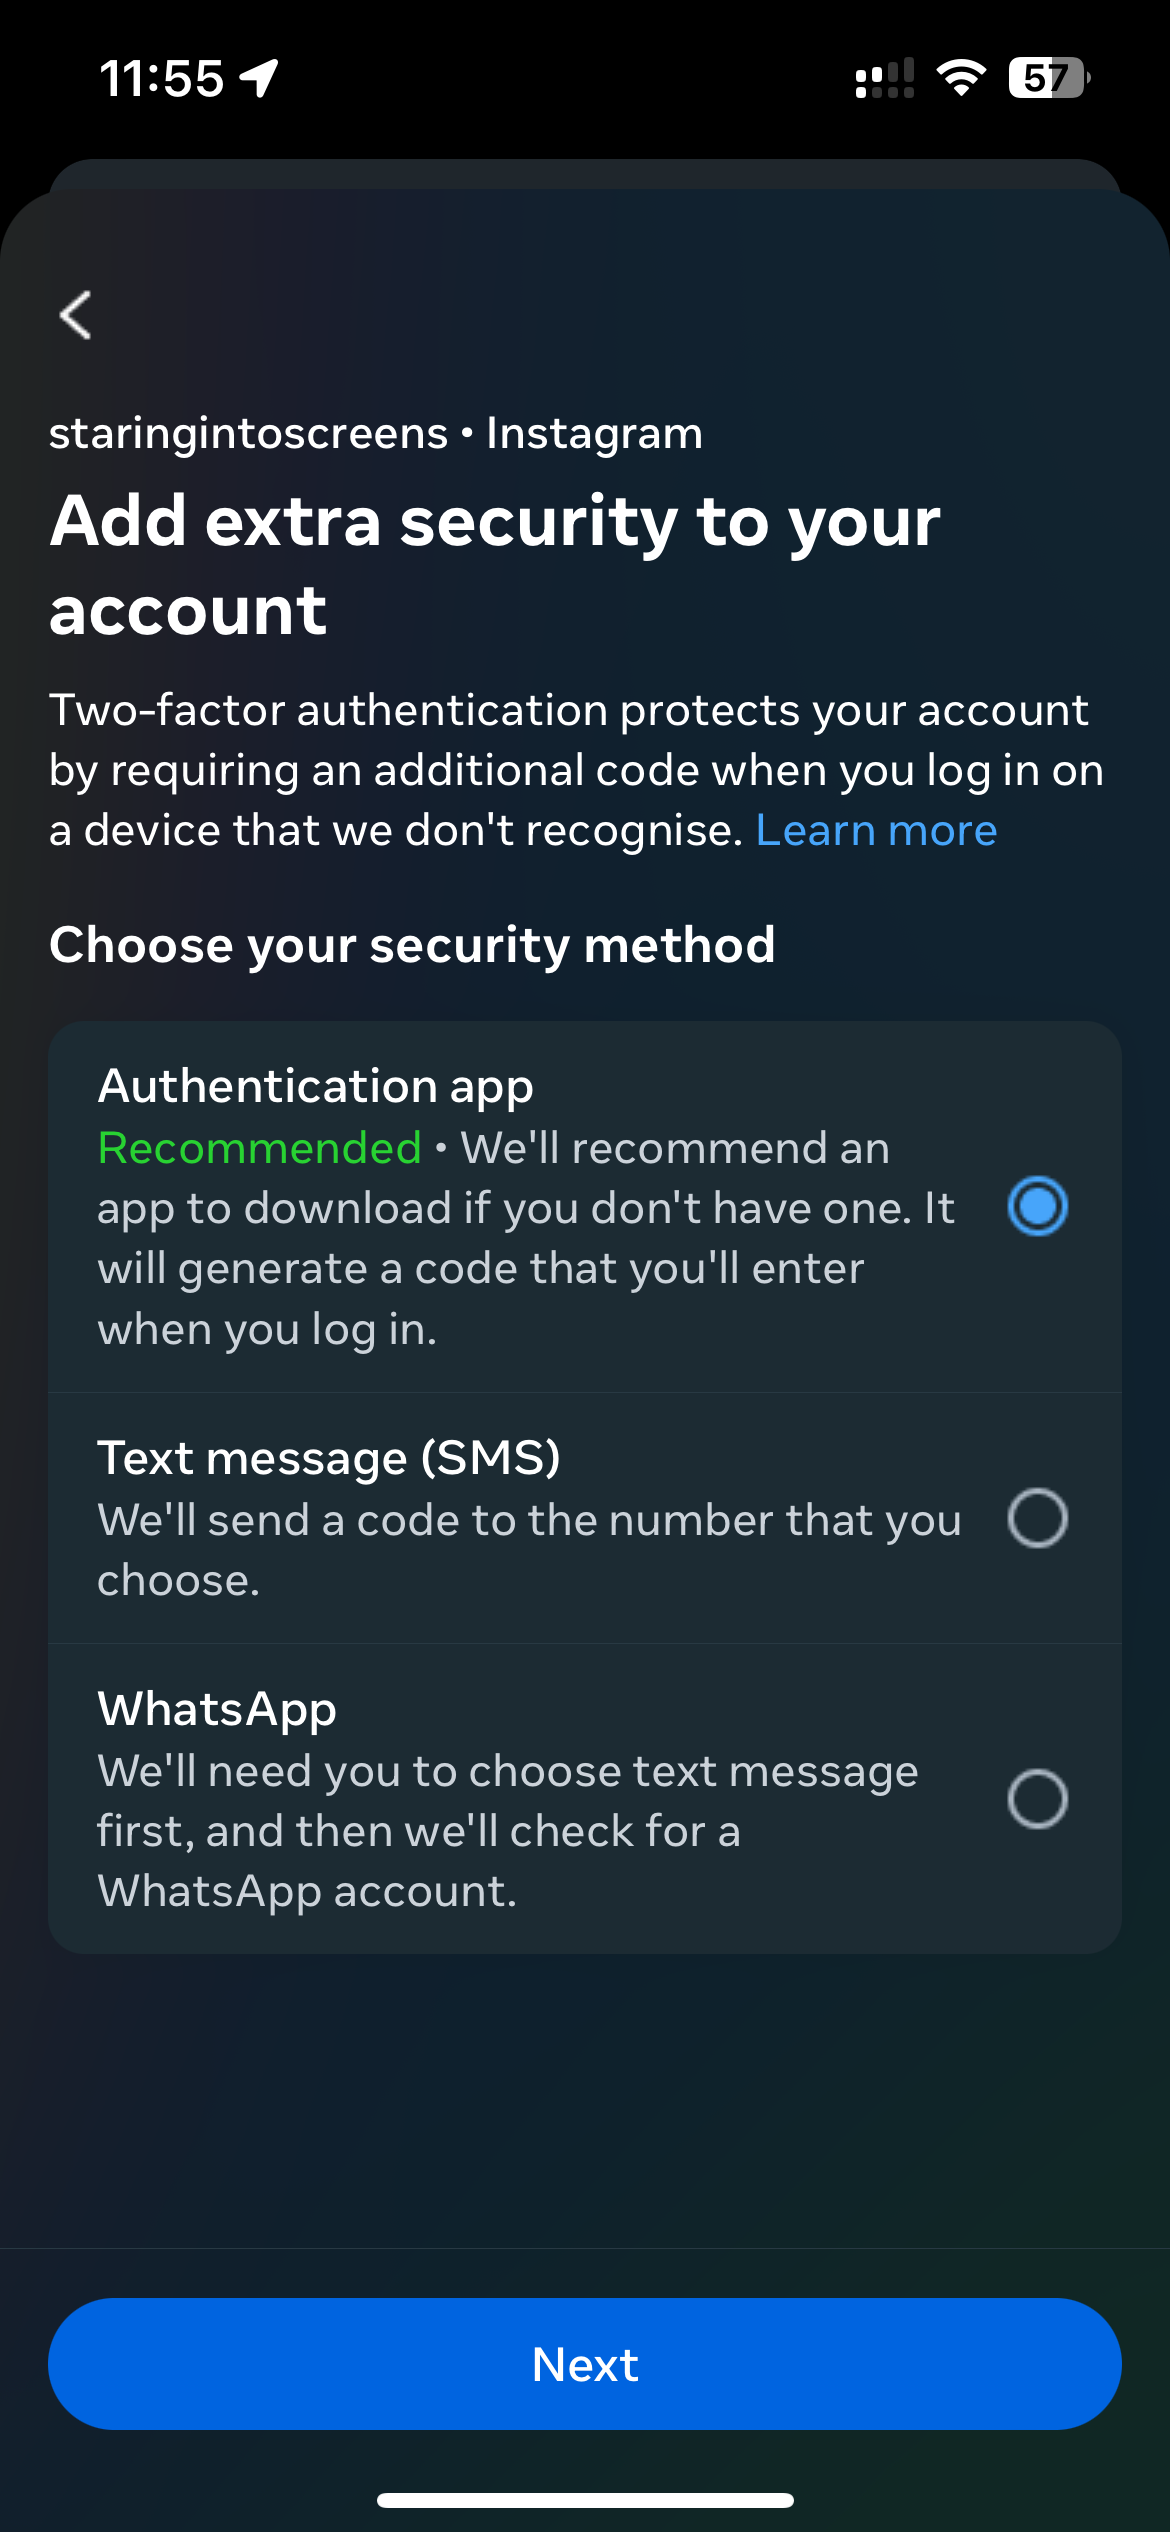 11:55
57
staringintoscreens • Instagram
Add extra security to your
account
Two-factor authentication protects your account
by requiring an additional code when you log in on
a device that we don't recognise. Learn more
Choose your security method
Authentication app
Recommended • We'll recommend an
app to download if you don't have one. It
will generate a code that you'll enter
when you log in.
Text message (SMS)
We'll send a code to the number that you
choose.
WhatsApp
We'll need you to choose text message
first, and then we'll check for a
WhatsApp account.
Next